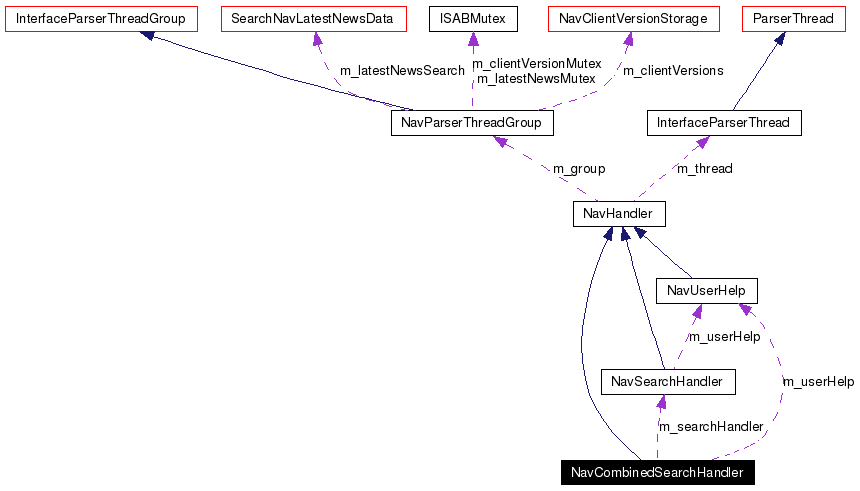 InterfaceParserThreadGroup
SearchNavLatestNewsData
ISABMutex
NavClientVersionStorage
ParserThread
m_latestNewsSearch
m_clientVersionMutex
m_latestNewsMutex
m_clientVersions
NavParserThreadGroup
InterfaceParserThread
m_group
m_thread
NavHandler
NavUserHelp
m_userHelp
NavSearchHandler
m_userHelp
m_searchHandler
NavCombinedSearchHandler